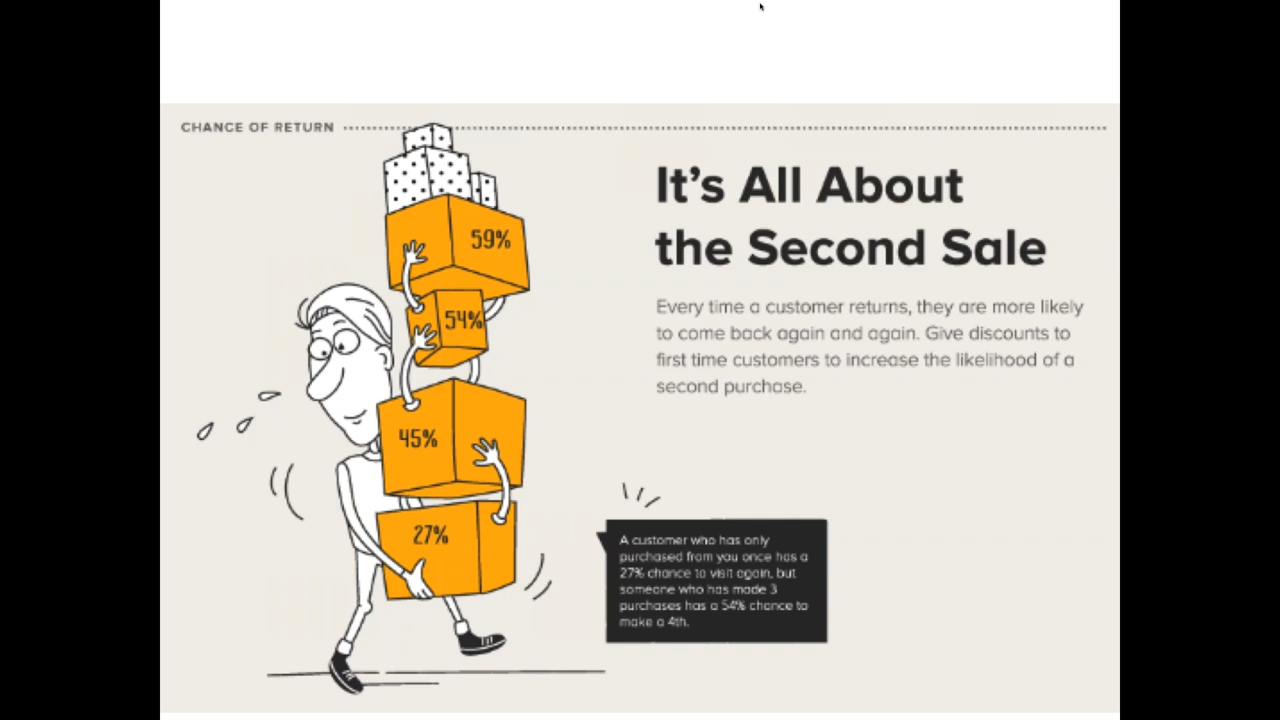 CHANCE OF RETURN
It's All About
the Second Sale
Every time a customer returns, they are more likely
to come back again and again. Give discounts to
first time customers to increase the likelihood of a
second purchase.
59%
54%
45%
27%
A customer who has only
purchased from you once has a
27% chance to visit again, but
someone who has made 3
purchases has a 54% chance to
make a 4th.